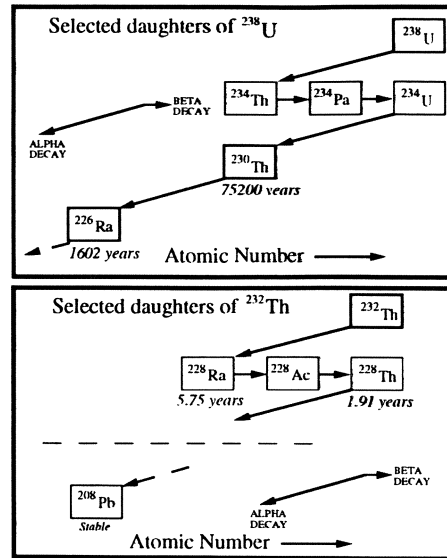 Selected daughters of ²³⁸U
²³⁸U
²³⁴Th ²³⁴Pa ²³⁴U
BETA
DECAY
ALPHA
DECAY
²³⁰Th
75200 years
²²⁶Ra
1602 years
Atomic Number
Selected daughters of ²³²Th
²³²Th
²²⁸Ra ²²⁸Ac ²²⁸Th
5.75 years 1.91 years
²⁰⁸Pb
Stable
BETA
DECAY
ALPHA
DECAY
Atomic Number